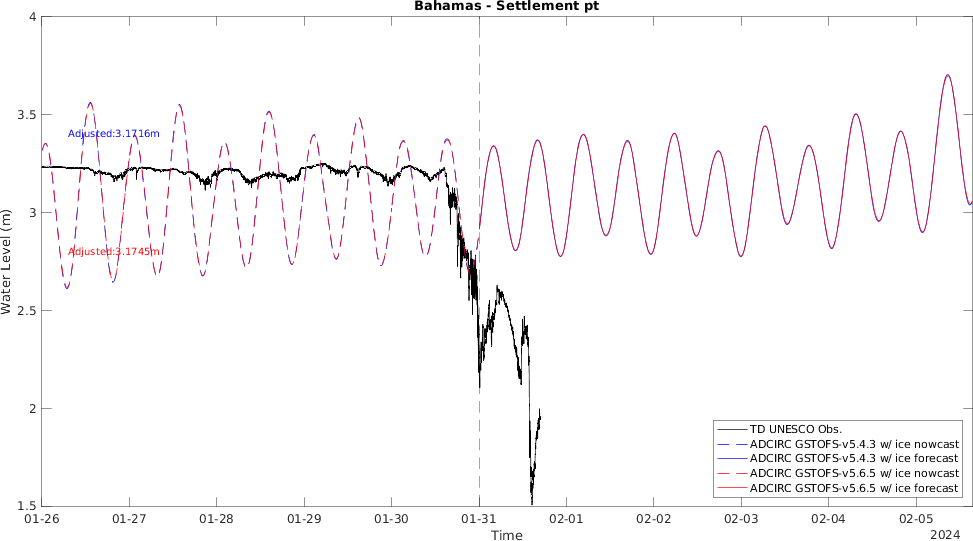 Bahamas - Settlement pt
4
3.5
3
2.5
2
1.5
Water Level (m)
Adjusted:3.1716m
Adjusted:3.1745m
TD UNESCO Obs.
ADCIRC GSTOFS-v5.4.3 w/ ice nowcast
ADCIRC GSTOFS-v5.4.3 w/ ice forecast
ADCIRC GSTOFS-v5.6.5 w/ ice nowcast
ADCIRC GSTOFS-v5.6.5 w/ ice forecast
01-26 01-27 01-28 01-29 01-30 01-31 02-01 02-02 02-03 02-04 02-05
Time
2024